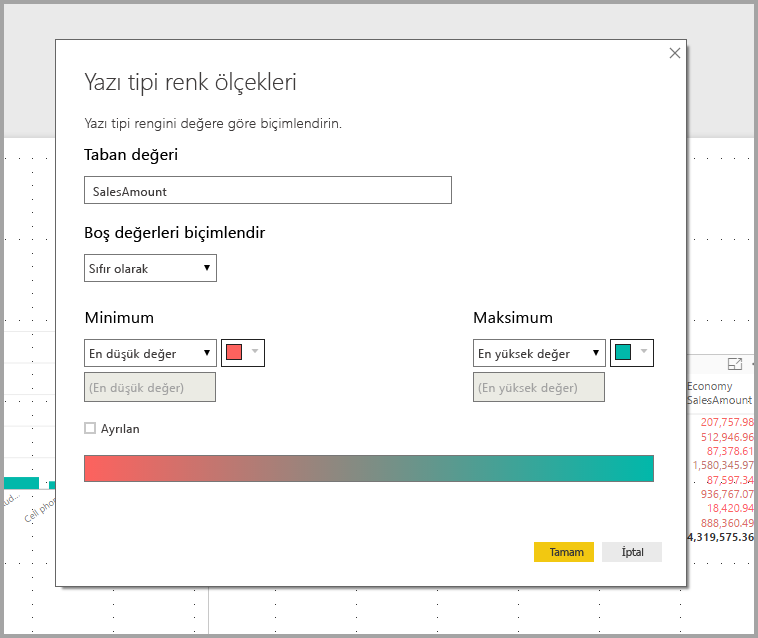 Yazı tipi renk ölçekleri
Yazı tipi rengini değere göre biçimlendirin.
Taban değeri
SalesAmount
Boş değerleri biçimlendir
Sıfır olarak
Minimum
Maksimum
En düşük değer
En yüksek değer
(En düşük değer)
(En yüksek değer)
Ayrılan
Tamam
İptal
Economy
SalesAmount
207,757.98
512,946.96
87,378.61
1,580,345.97
87,597.34
936,767.07
18,420.94
888,360.49
4,319,575.36
Cell phon